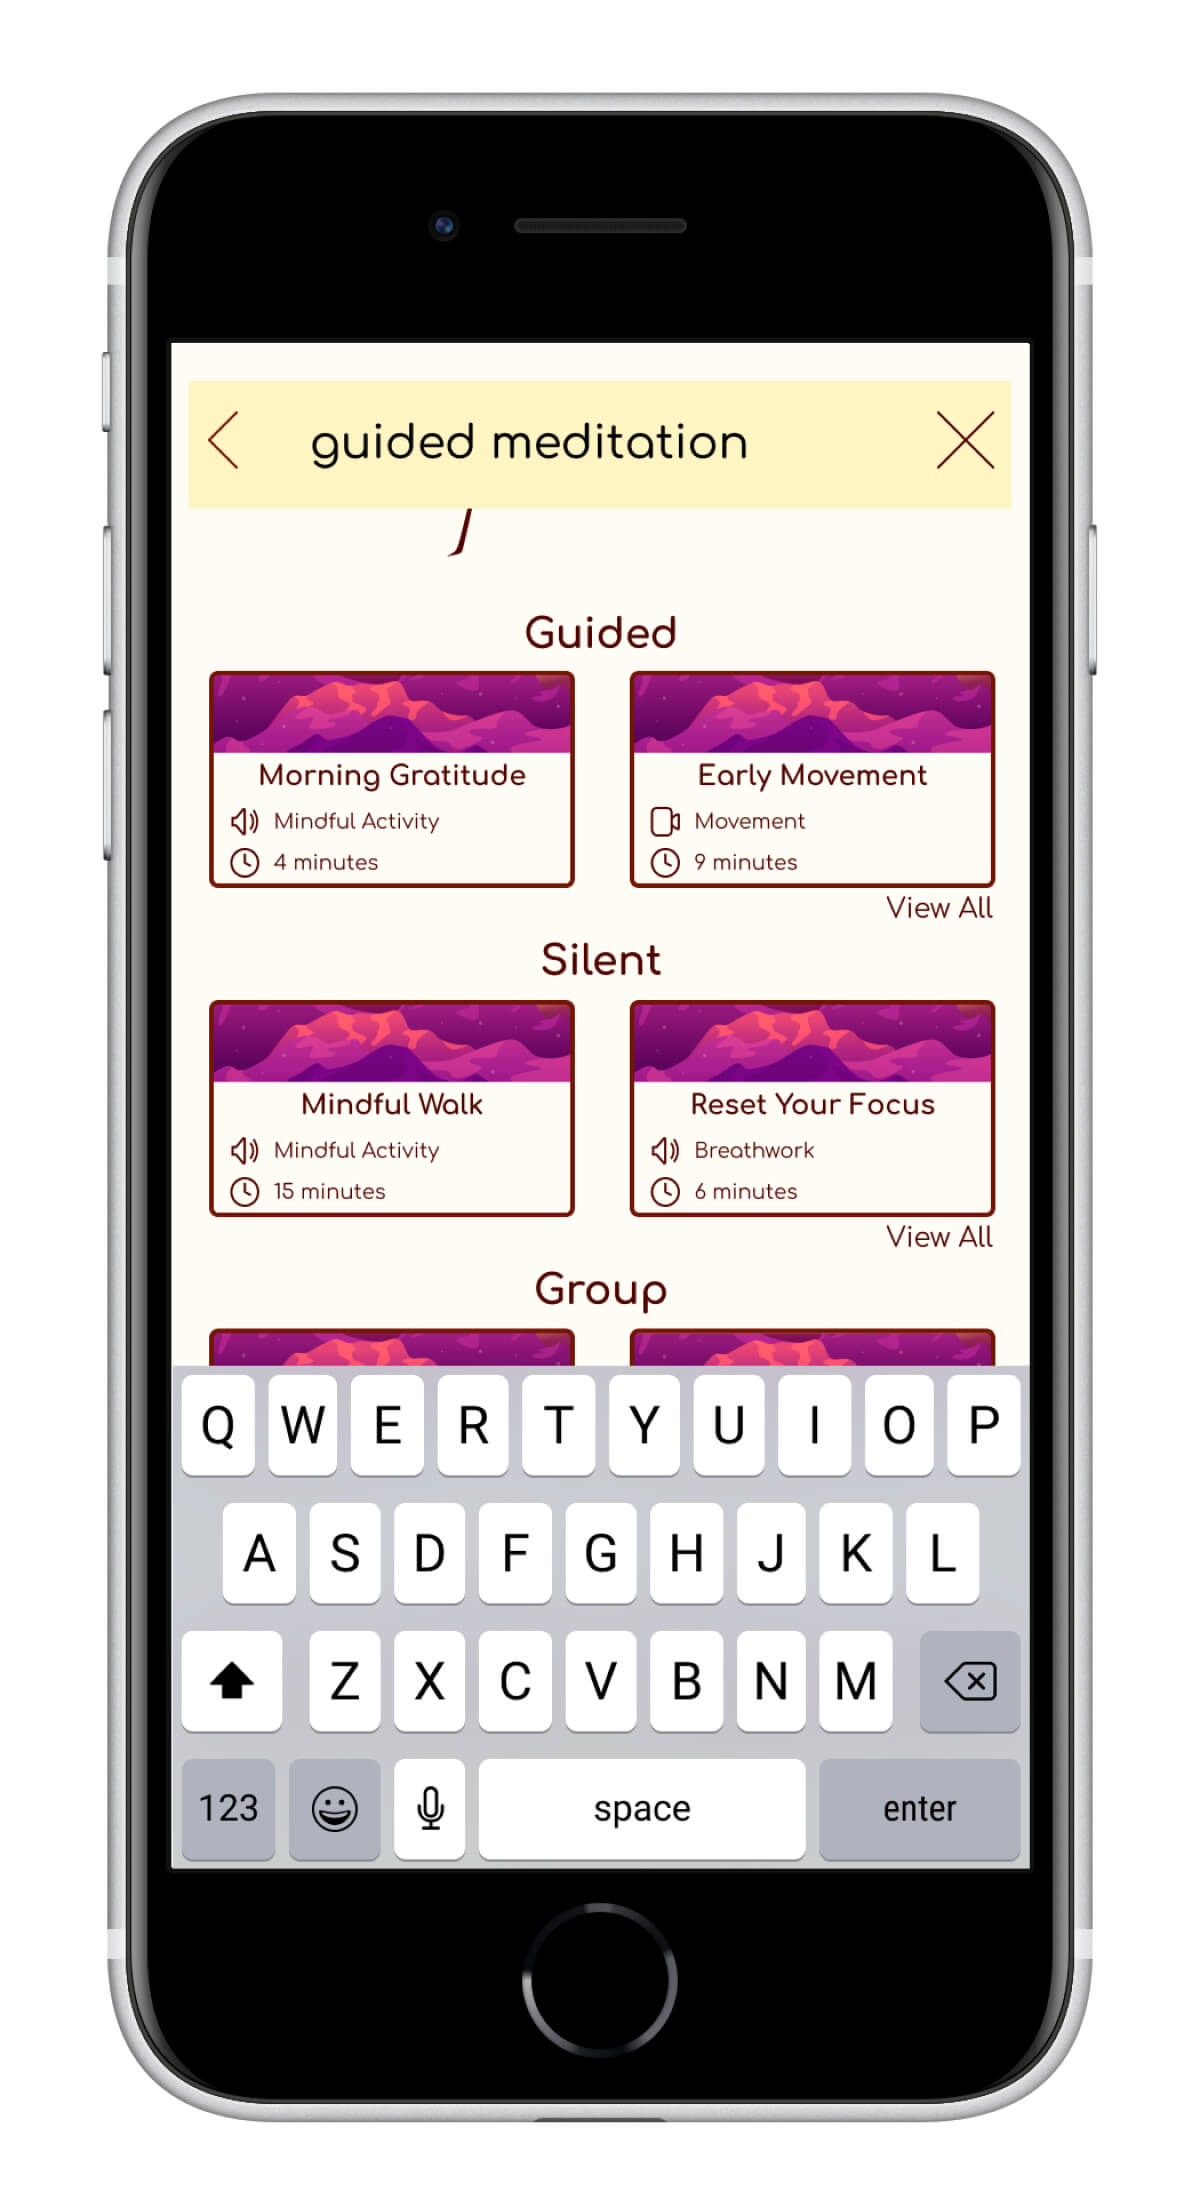 guided meditation
Guided
Morning Gratitude
Mindful Activity
4 minutes
Early Movement
Movement
9 minutes
View All
Silent
Mindful Walk
Mindful Activity
15 minutes
Reset Your Focus
Breathwork
6 minutes
View All
Group
Q W E R T Y U I O P
A S D F G H J K L
Z X C V B N M
123 space enter